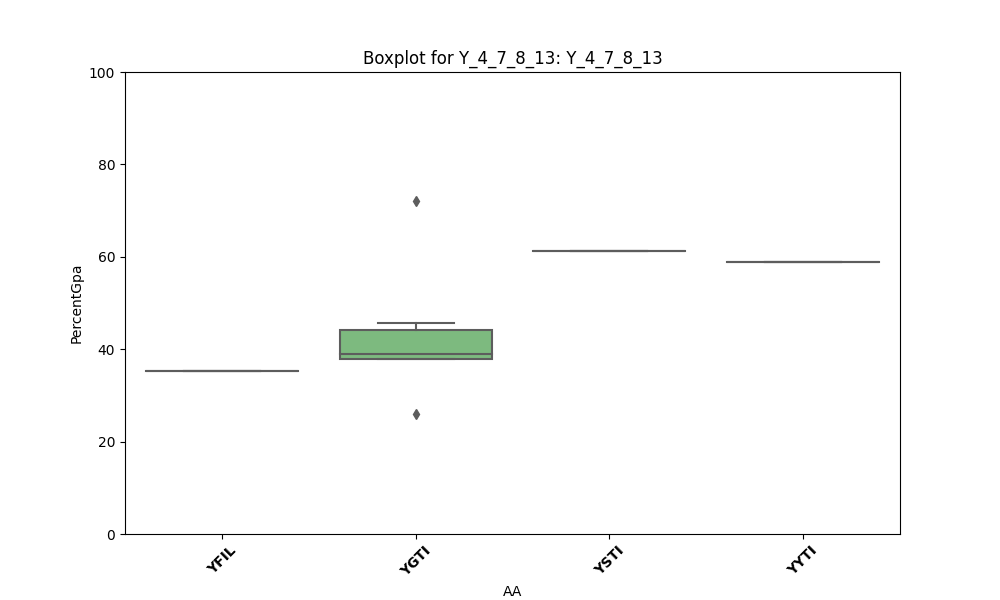 Boxplot for Y_4_7_8_13: Y_4_7_8_13
100
80
60
40
20
0
PercentGpa
YFIL
YGTI
YSTI
YYTI
AA